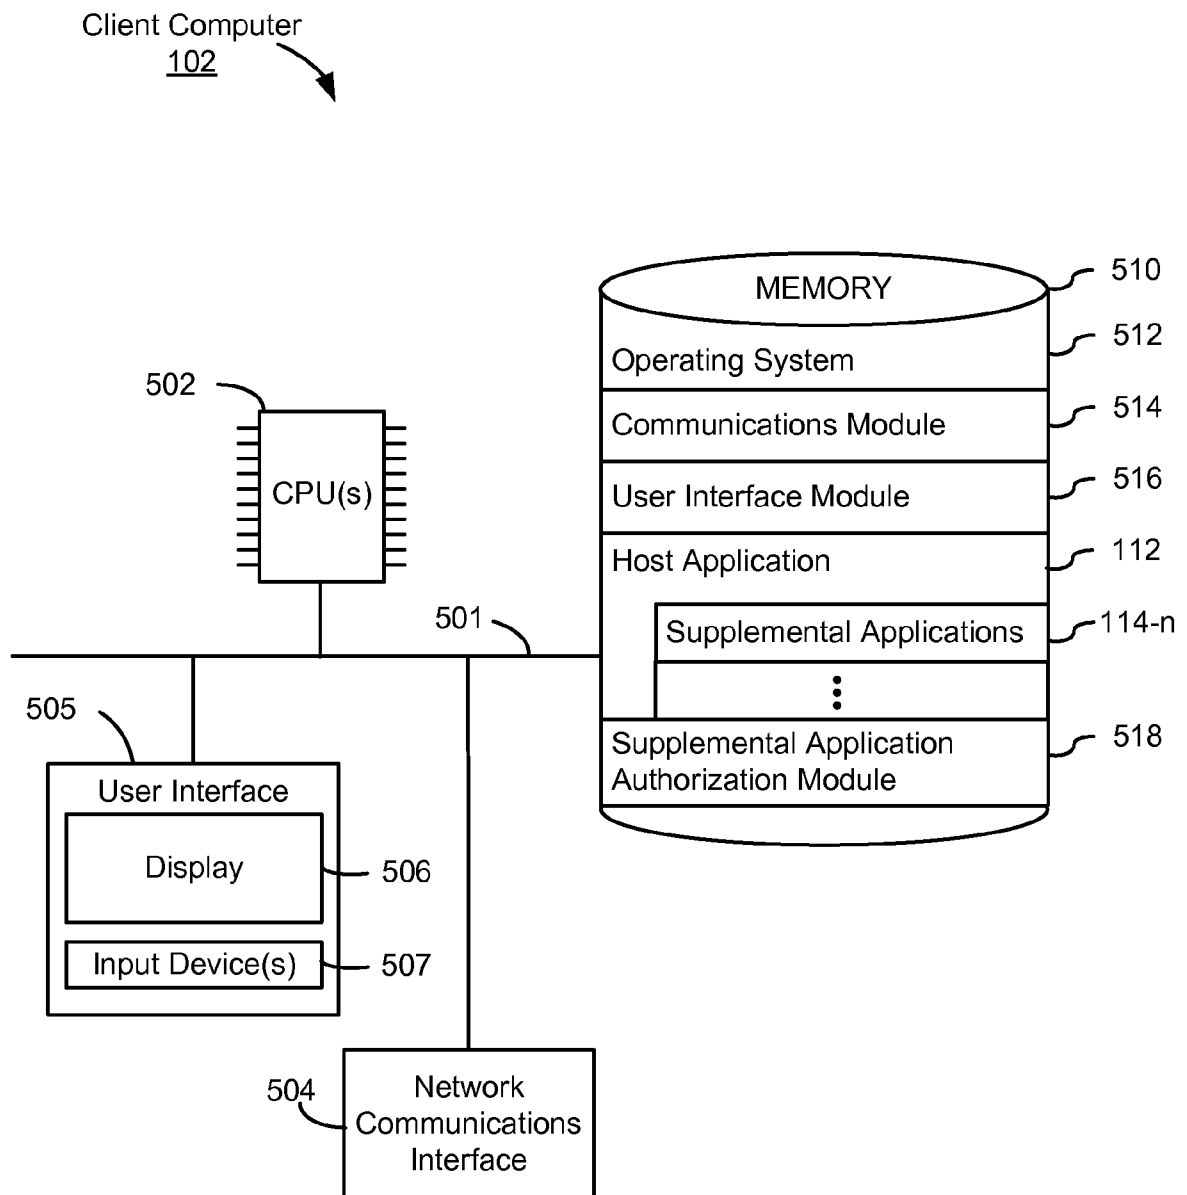 Client Computer
102
MEMORY
510
Operating System
512
Communications Module
514
User Interface Module
516
Host Application
112
Supplemental Applications
114-n
Supplemental Application
Authorization Module
518
502
CPU(s)
501
505
User Interface
Display
506
Input Device(s)
507
504
Network
Communications
Interface